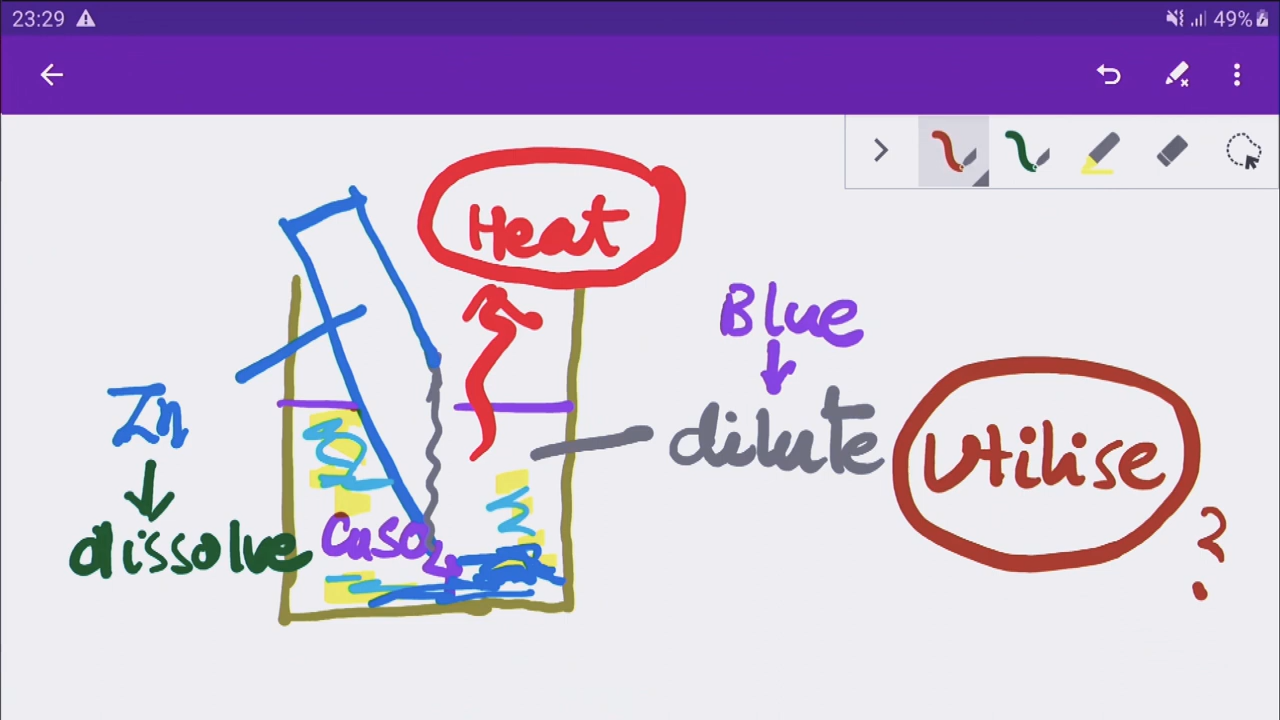 23:29
49%
Heat
Blue
Zn
dilute
Utilise
dissolve
CuSO4
?